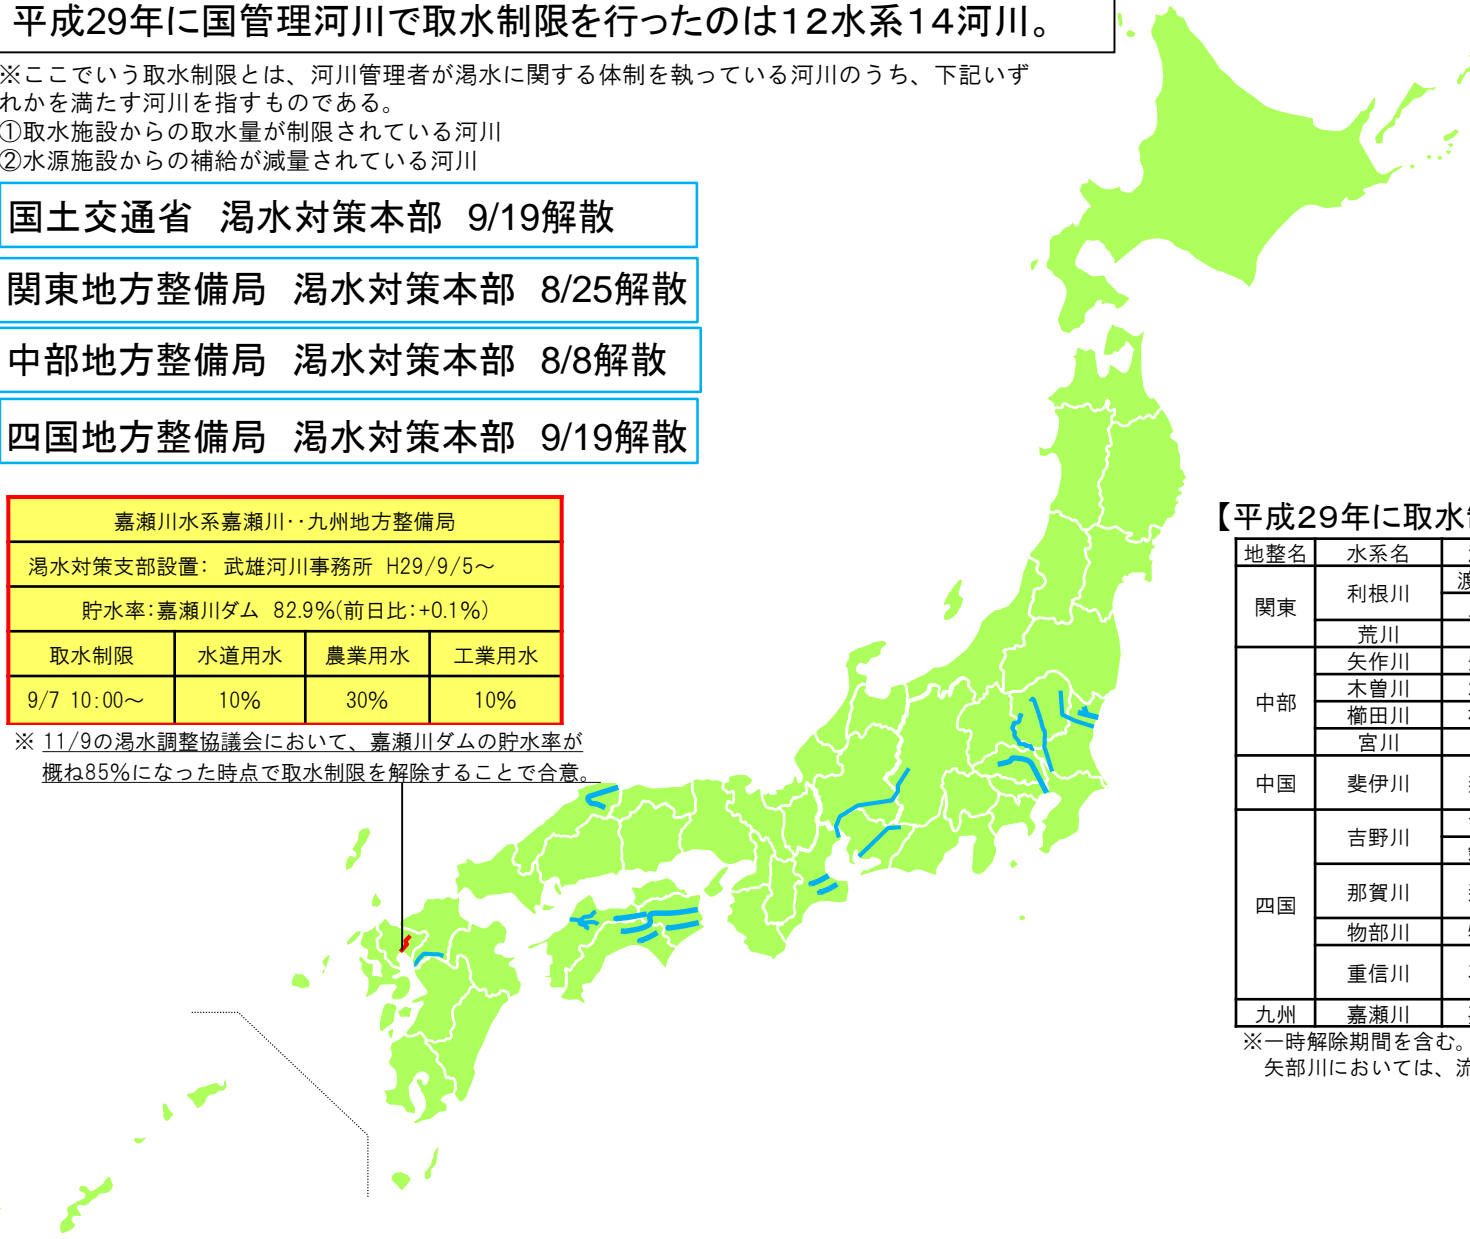 平成29年に国管理河川で取水制限を行ったのは12水系14河川。
※ここでいう取水制限とは、河川管理者が渇水に関する体制を執っている河川のうち、下記いず
れかを満たす河川を指すものである。
①取水施設からの取水量が制限されている河川
②水源施設からの補給が減量されている河川
国土交通省 渇水対策本部 9/19解散
関東地方整備局 渇水対策本部 8/25解散
中部地方整備局 渇水対策本部 8/8解散
四国地方整備局 渇水対策本部 9/19解散
嘉瀬川水系嘉瀬川・・九州地方整備局
渇水対策支部設置： 武雄河川事務所 H29/9/5～
貯水率：嘉瀬川ダム 82.9%(前日比：+0.1%)
取水制限 水道用水 農業用水 工業用水
9/7 10:00～ 10% 30% 10%
※ 11/9の渇水調整協議会において、嘉瀬川ダムの貯水率が
概ね85%になった時点で取水制限を解除することで合意。
【平成29年に取水
地整名 水系名
関東 利根川 渡
荒川
中部 矢作川
木曽川
櫛田川
宮川
中国 斐伊川
四国 吉野川
那賀川
物部川
重信川
九州 嘉瀬川
※一時解除期間を含む。
矢部川においては、流